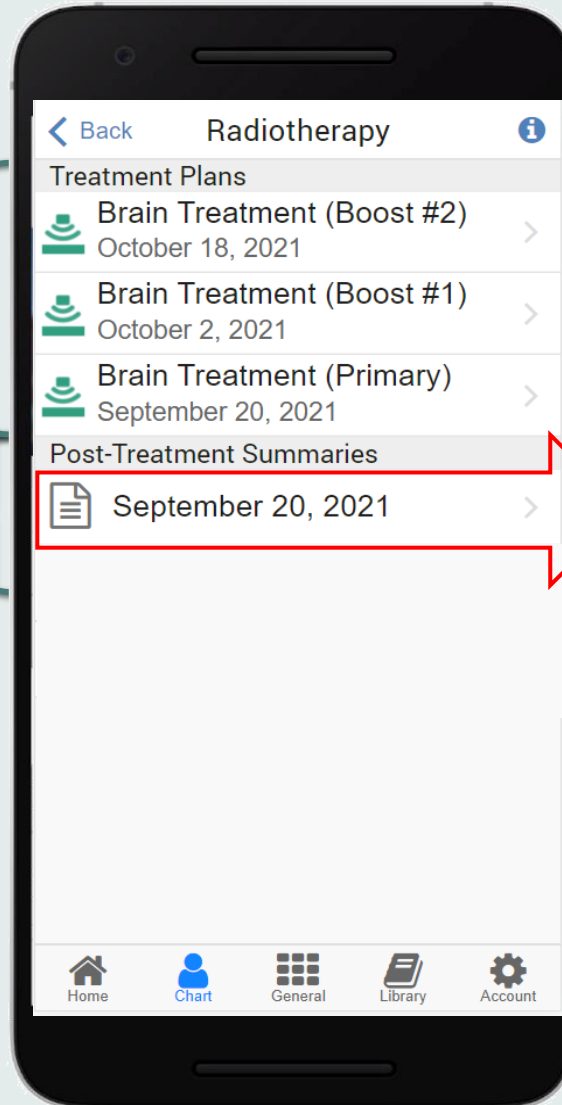 Back Radiotherapy
Treatment Plans
Brain Treatment (Boost #2)
October 18, 2021
Brain Treatment (Boost #1)
October 2, 2021
Brain Treatment (Primary)
September 20, 2021
Post-Treatment Summaries
September 20, 2021
Home Chart General Library Account